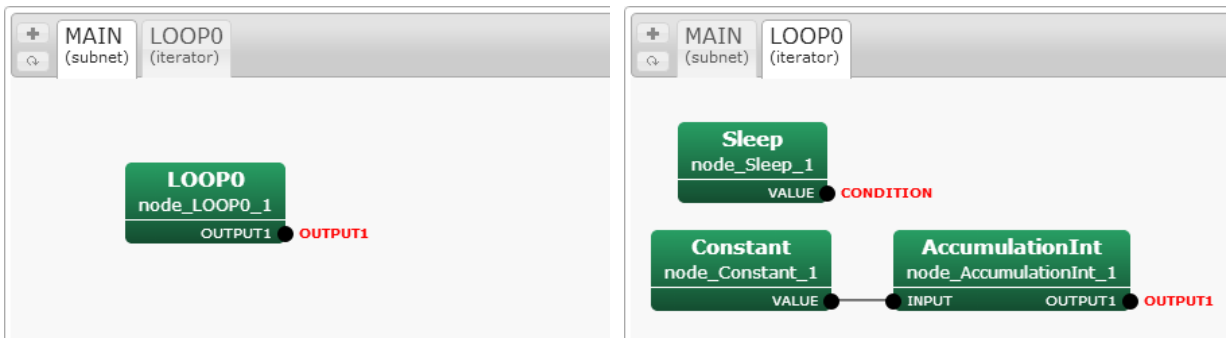 MAIN
(subnet)
LOOP0
(iterator)
LOOP0
node_LOOP0_1
OUTPUT1
OUTPUT1
MAIN
(subnet)
LOOP0
(iterator)
Sleep
node_Sleep_1
VALUE
CONDITION
Constant
node_Constant_1
VALUE
AccumulationInt
node_AccumulationInt_1
INPUT
OUTPUT1
OUTPUT1